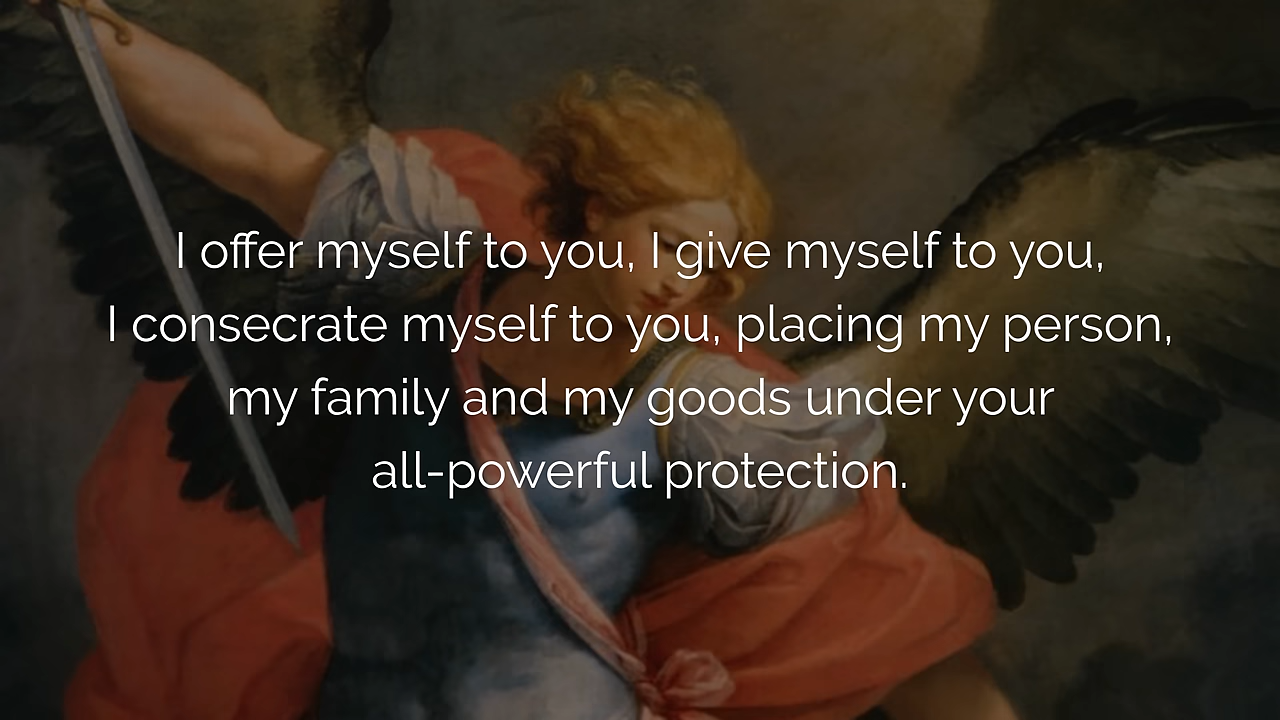 I offer myself to you, I give myself to you,
I consecrate myself to you, placing my person,
my family and my goods under your
all-powerful protection.